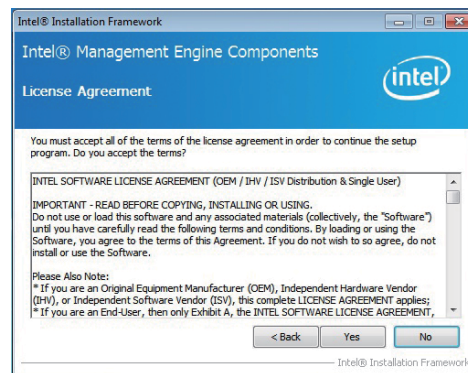 Intel® Installation Framework
Intel® Management Engine Components
License Agreement
intel
You must accept all of the terms of the license agreement in order to continue the setup
program. Do you accept the terms?
INTEL SOFTWARE LICENSE AGREEMENT (OEM / IHV / ISV Distribution & Single User)
IMPORTANT - READ BEFORE COPYING, INSTALLING OR USING.
Do not use or load this software and any associated materials (collectively, the "Software")
until you have carefully read the following terms and conditions. By loading or using the
Software, you agree to the terms of this Agreement. If you do not wish to so agree, do not
install or use the Software.
Please Also Note:
* If you are an Original Equipment Manufacturer (OEM), Independent Hardware Vendor
(IHV), or Independent Software Vendor (ISV), this complete LICENSE AGREEMENT applies;
* If you are an End-User, then only Exhibit A, the INTEL SOFTWARE LICENSE AGREEMENT,
< Back
Yes
No
Intel® Installation Framework